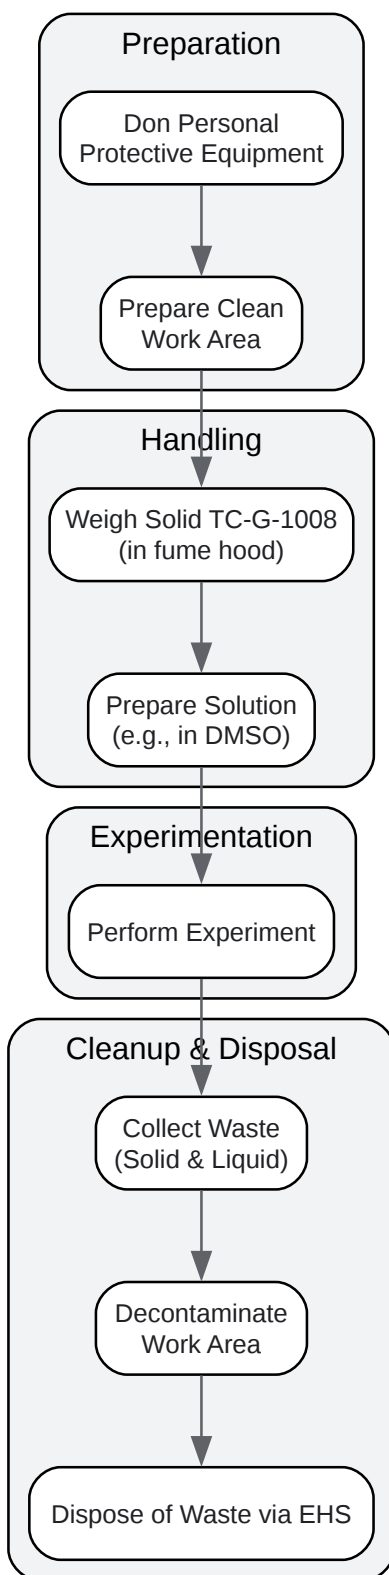 Preparation
Don Personal
Protective Equipment
Prepare Clean
Work Area
Handling
Weigh Solid TC-G-1008
(in fume hood)
Prepare Solution
(e.g., in DMSO)
Experimentation
Perform Experiment
Cleanup & Disposal
Collect Waste
(Solid & Liquid)
Decontaminate
Work Area
Dispose of Waste via EHS